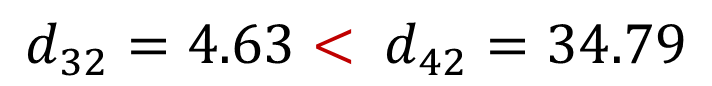 d₃₂ = 4.63 < d₄₂ = 34.79